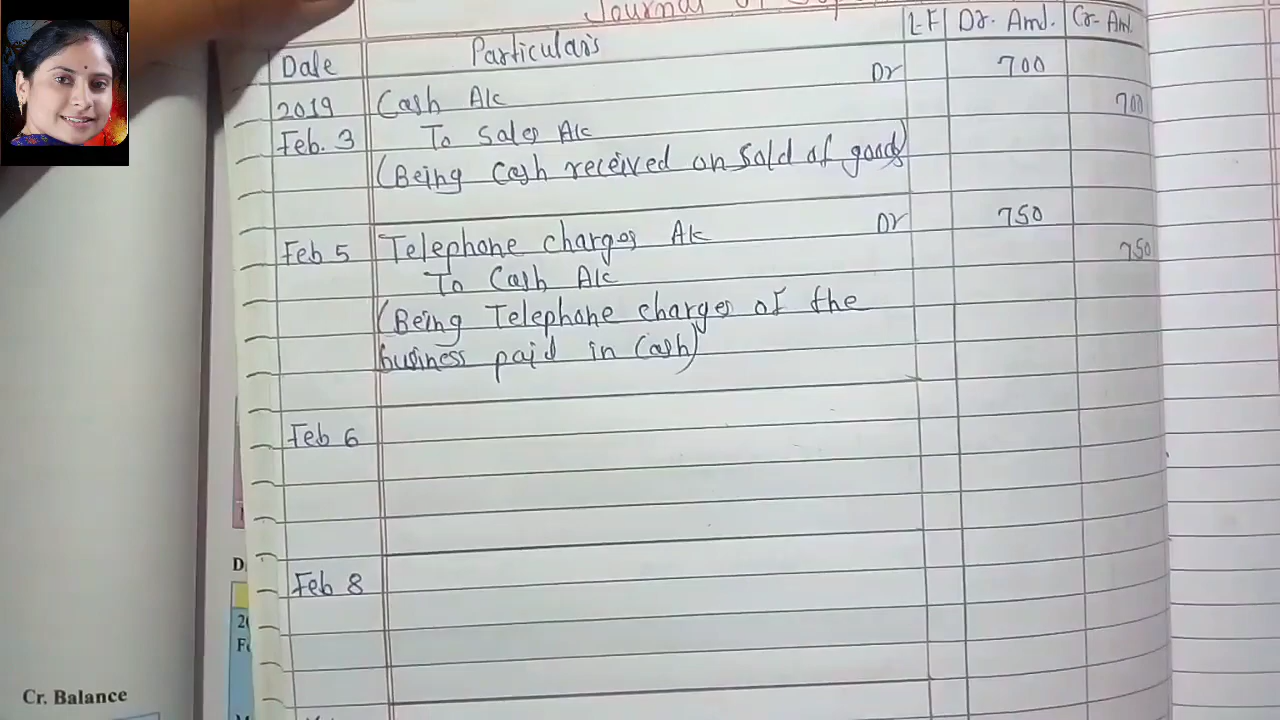 Journal of
Date Particulars L.F Dr. Amt. Cr. Amt.
2019 Cash A/c Dr 700
Feb. 3 To Sales A/c 700
(Being Cash received on sold of goods)
Feb 5 Telephone charges A/c Dr 750
To Cash A/c 750
(Being Telephone charges of the
business paid in Cash)
Feb 6
Feb 8
Cr. Balance